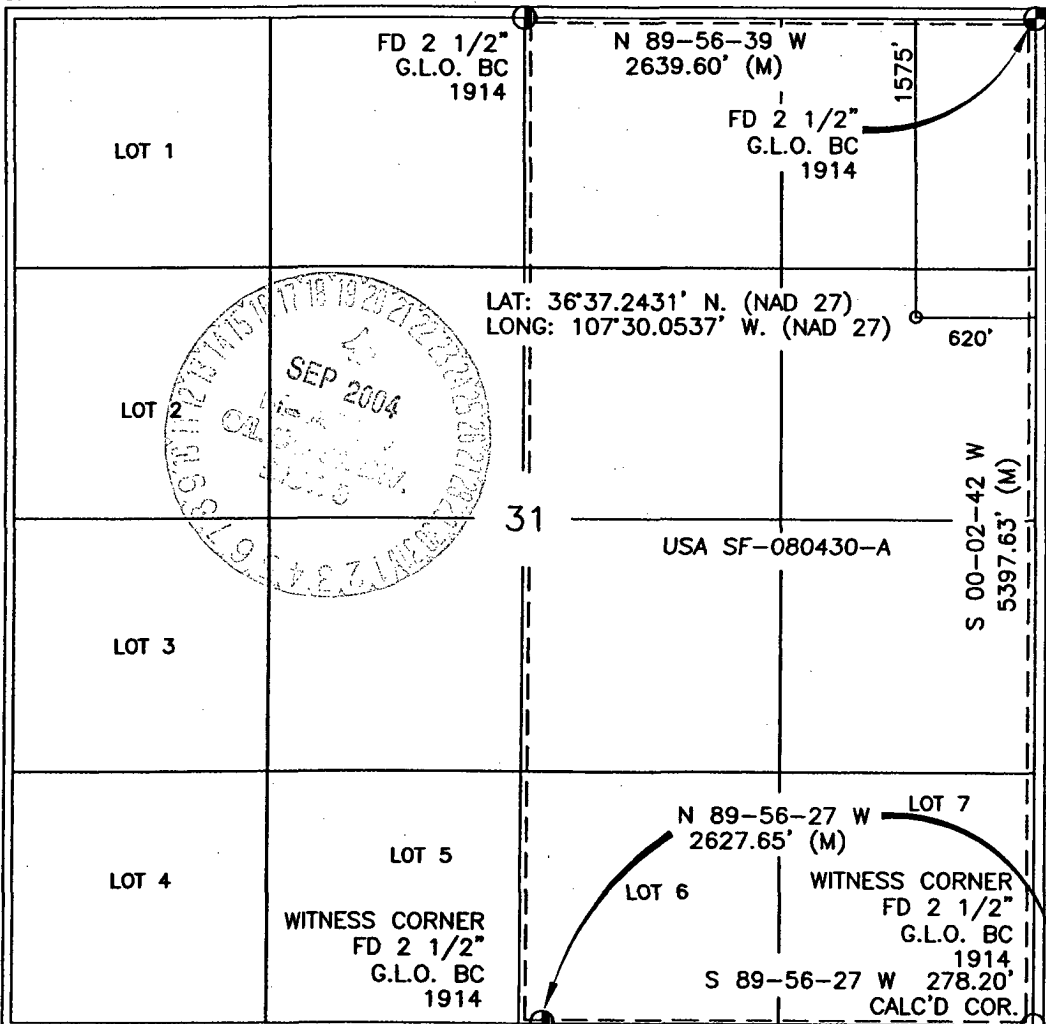 FD 2 1/2"
G.L.O. BC
1914
N 89-56-39 W
2639.60' (M)
1575'
FD 2 1/2"
G.L.O. BC
1914
LOT 1
LAT: 36°37.2431' N. (NAD 27)
LONG: 107°30.0537' W. (NAD 27)
620'
SEP 2004
LOT 2
31
USA SF-080430-A
S 00-02-42 W
5397.63' (M)
LOT 3
N 89-56-27 W
2627.65' (M)
LOT 7
LOT 4
LOT 5
LOT 6
WITNESS CORNER
FD 2 1/2"
G.L.O. BC
1914
WITNESS CORNER
FD 2 1/2"
G.L.O. BC
1914
S 89-56-27 W 278.20'
CALC'D COR.